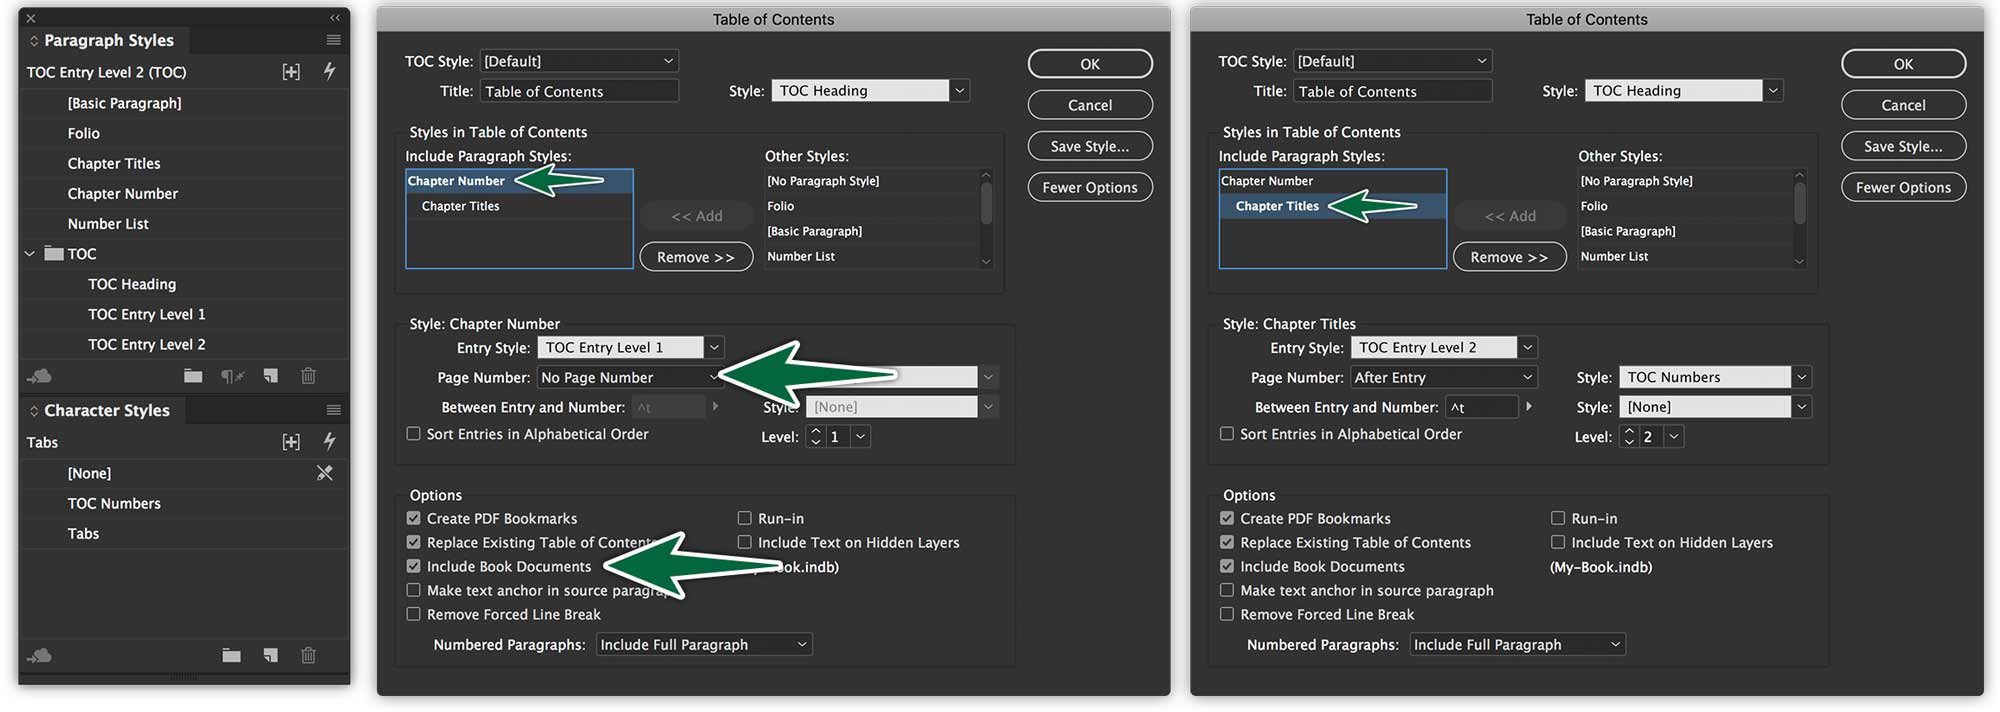 Paragraph Styles
TOC Entry Level 2 (TOC)
[Basic Paragraph]
Folio
Chapter Titles
Chapter Number
Number List
TOC
TOC Heading
TOC Entry Level 1
TOC Entry Level 2
Character Styles
Tabs
[None]
TOC Numbers
Tabs
Table of Contents
TOC Style: [Default]
OK
Title: Table of Contents
Style: TOC Heading
Cancel
Styles in Table of Contents
Save Style...
Include Paragraph Styles:
Other Styles:
Fewer Options
Chapter Number
Chapter Titles
<< Add
Remove >>
[No Paragraph Style]
Folio
[Basic Paragraph]
Number List
Style: Chapter Number
Entry Style: TOC Entry Level 1
Page Number: No Page Number
Between Entry and Number: ^t
Style: [None]
Sort Entries in Alphabetical Order
Level: 1
Options
Create PDF Bookmarks
Run-in
Replace Existing Table of Contents
Include Text on Hidden Layers
Include Book Documents
Book.indb)
Make text anchor in source paragraph
Remove Forced Line Break
Numbered Paragraphs: Include Full Paragraph
Table of Contents
TOC Style: [Default]
OK
Title: Table of Contents
Style: TOC Heading
Cancel
Styles in Table of Contents
Save Style...
Include Paragraph Styles:
Other Styles:
Fewer Options
Chapter Number
Chapter Titles
<< Add
Remove >>
[No Paragraph Style]
Folio
[Basic Paragraph]
Number List
Style: Chapter Titles
Entry Style: TOC Entry Level 2
Page Number: After Entry
Style: TOC Numbers
Between Entry and Number: ^t
Style: [None]
Sort Entries in Alphabetical Order
Level: 2
Options
Create PDF Bookmarks
Run-in
Replace Existing Table of Contents
Include Text on Hidden Layers
Include Book Documents
(My-Book.indb)
Make text anchor in source paragraph
Remove Forced Line Break
Numbered Paragraphs: Include Full Paragraph